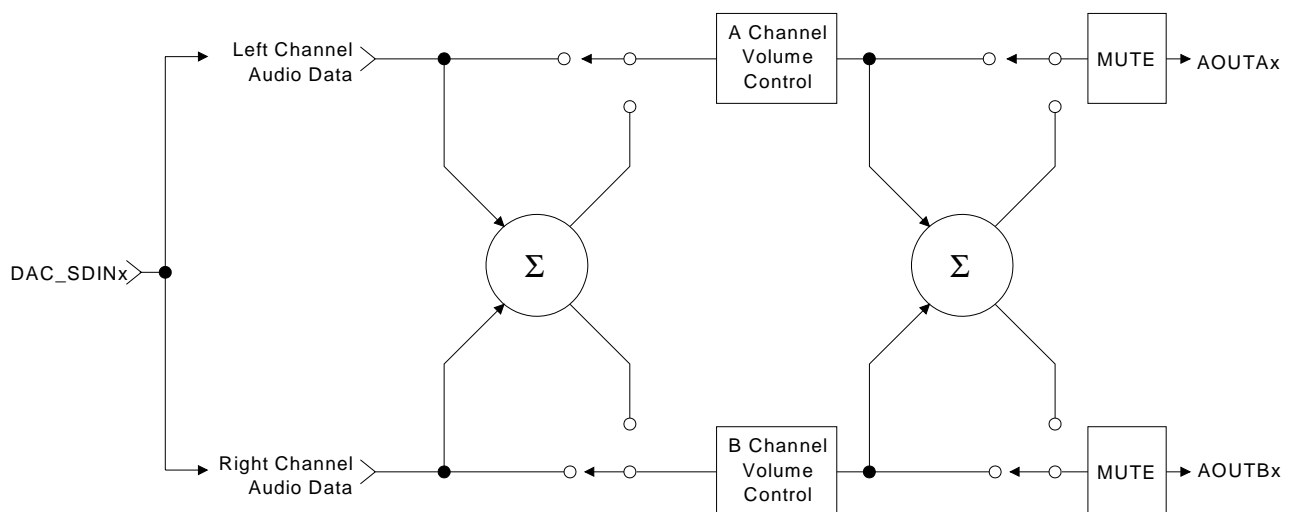 Left Channel
Audio Data
A Channel
Volume
Control
MUTE
AOUTAx
Σ
Σ
DAC_SDINx
Right Channel
Audio Data
B Channel
Volume
Control
MUTE
AOUTBx